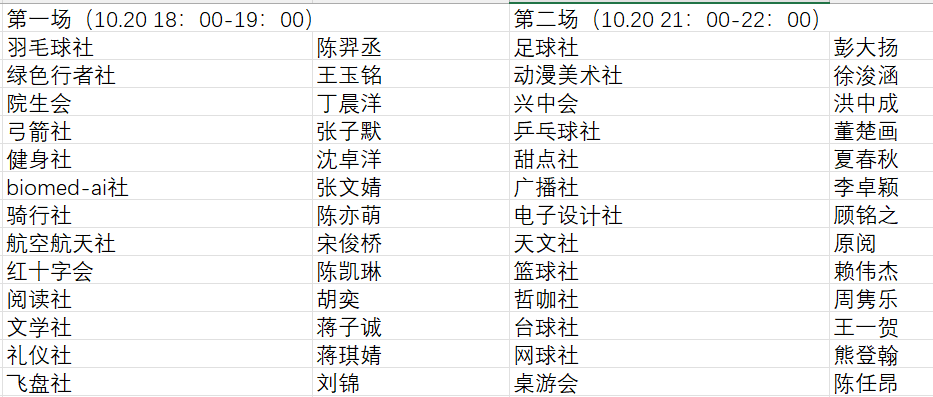 第一场（10.20 18：00-19：00） 第二场（10.20 21：00-22：00）
羽毛球社 陈羿丞 足球社 彭大扬
绿色行者社 王玉铭 动漫美术社 徐浚涵
院生会 丁晨洋 兴中会 洪中成
弓箭社 张子默 乒乓球社 董楚画
健身社 沈卓洋 甜点社 夏春秋
biomed-ai社 张文婧 广播社 李卓颖
骑行社 陈亦萌 电子设计社 顾铭之
航空航天社 宋俊桥 天文社 原阅
红十字会 陈凯琳 篮球社 赖伟杰
阅读社 胡奕 哲咖社 周隽乐
文学社 蒋子诚 台球社 王一贺
礼仪社 蒋琪婧 网球社 熊登翰
飞盘社 刘锦 桌游会 陈任昂